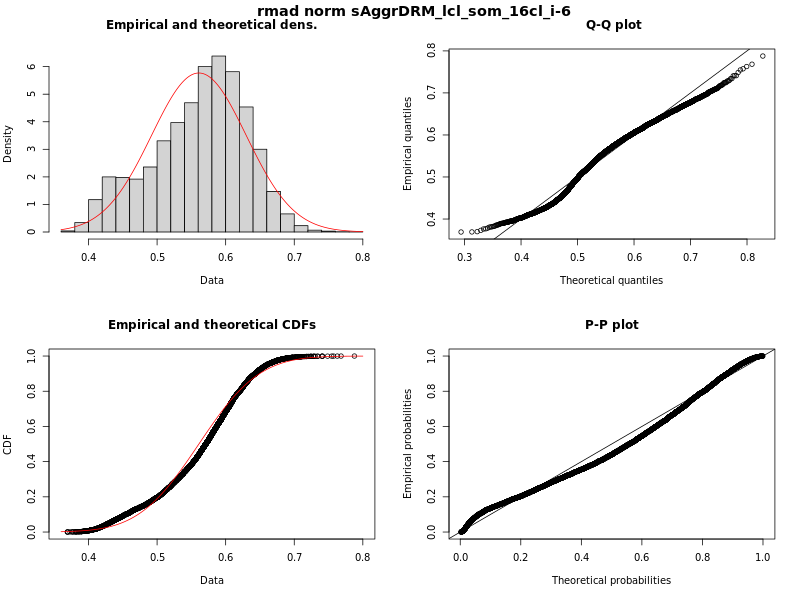 rmad norm sAggrDRM_lcl_som_16cl_i-6
Empirical and theoretical dens.
Density
0 1 2 3 4 5 6
0.4 0.5 0.6 0.7 0.8
Data
Q-Q plot
Empirical quantiles
0.4 0.5 0.6 0.7 0.8
0.3 0.4 0.5 0.6 0.7 0.8
Theoretical quantiles
Empirical and theoretical CDFs
CDF
0.0 0.2 0.4 0.6 0.8 1.0
0.4 0.5 0.6 0.7 0.8
Data
P-P plot
Empirical probabilities
0.0 0.2 0.4 0.6 0.8 1.0
0.0 0.2 0.4 0.6 0.8 1.0
Theoretical probabilities